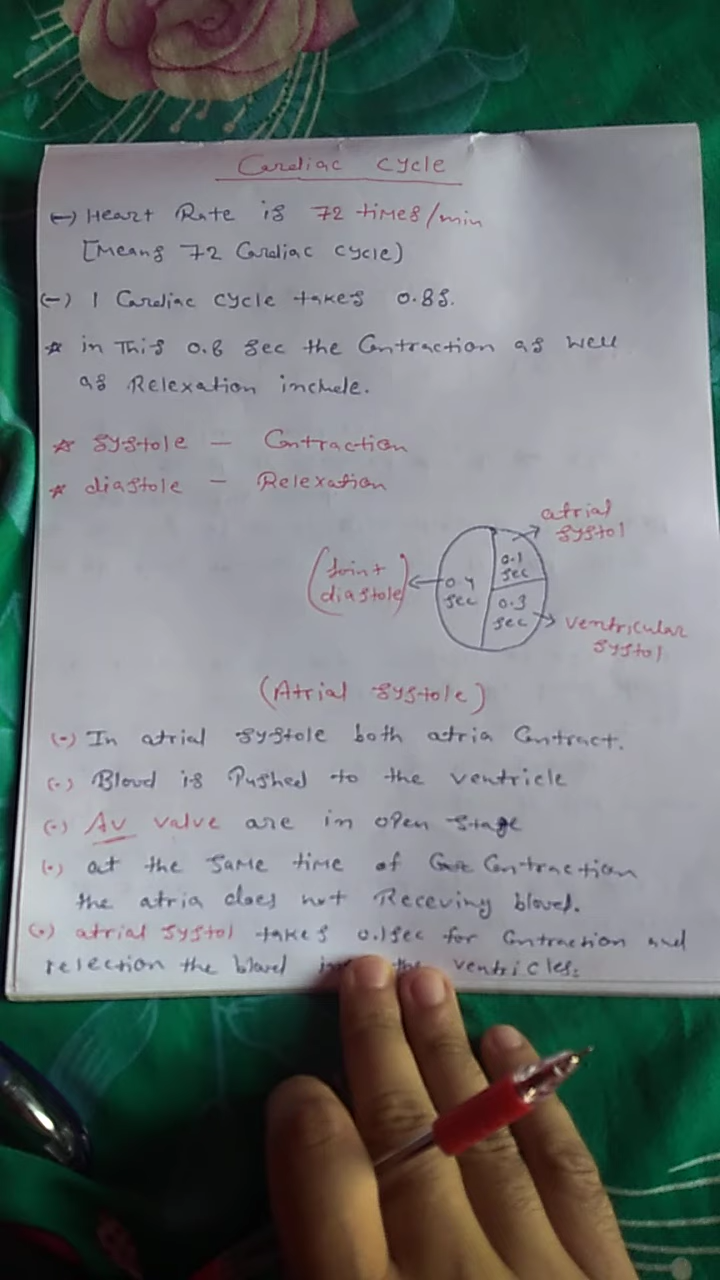 Cardiac cycle
(-) Heart Rate is 72 times/min
[Means 72 Cardiac cycle)
(-) 1 Cardiac cycle takes 0.8s.
* in This 0.8 sec the Contraction as well
as Relexation include.
* systole - Contraction
* diastole - Relexation
atrial
systol
0.1
sec
(Joint
diastole)
0.4
sec
0.3
sec
ventricular
systol
(Atrial systole)
(-) In atrial systole both atria Contract.
(-) Blood is Pushed to the ventricle
(-) AV valve are in open stage
(-) at the same time of Contraction
the atria does not Receving blood.
(-) atrial systol takes 0.1sec for Contraction and
relection the blood the ventricles.